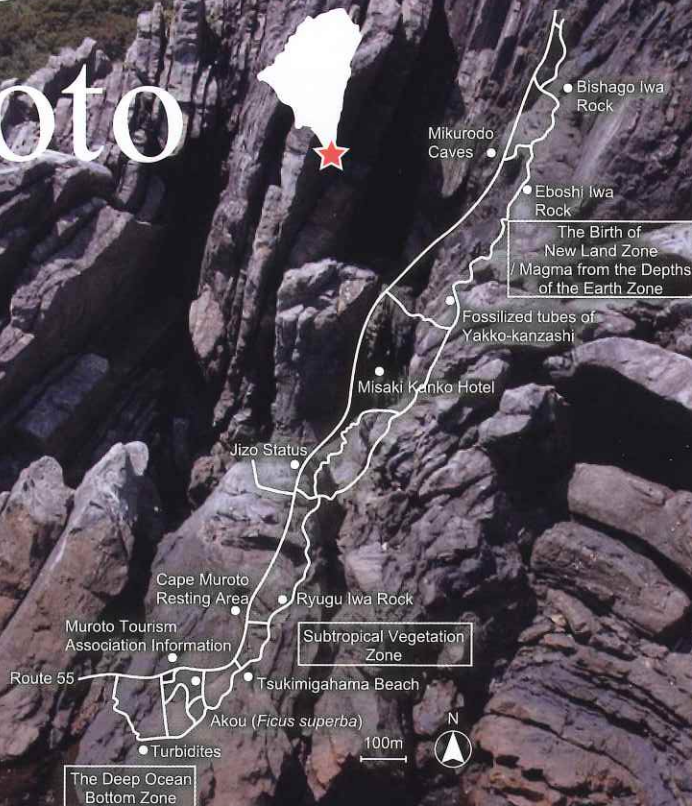 oto
Bishago Iwa
Rock
Mikurodo
Caves
Eboshi Iwa
Rock
The Birth of
New Land Zone
/ Magma from the Depths
of the Earth Zone
Fossilized tubes of
Yakko-kanzashi
Misaki Kanko Hotel
Jizo Status
Cape Muroto
Resting Area
Ryugu Iwa Rock
Muroto Tourism
Association Information
Subtropical Vegetation
Zone
Route 55
Tsukimigahama Beach
Akou (Ficus superba)
N
100m
Turbidites
The Deep Ocean
Bottom Zone